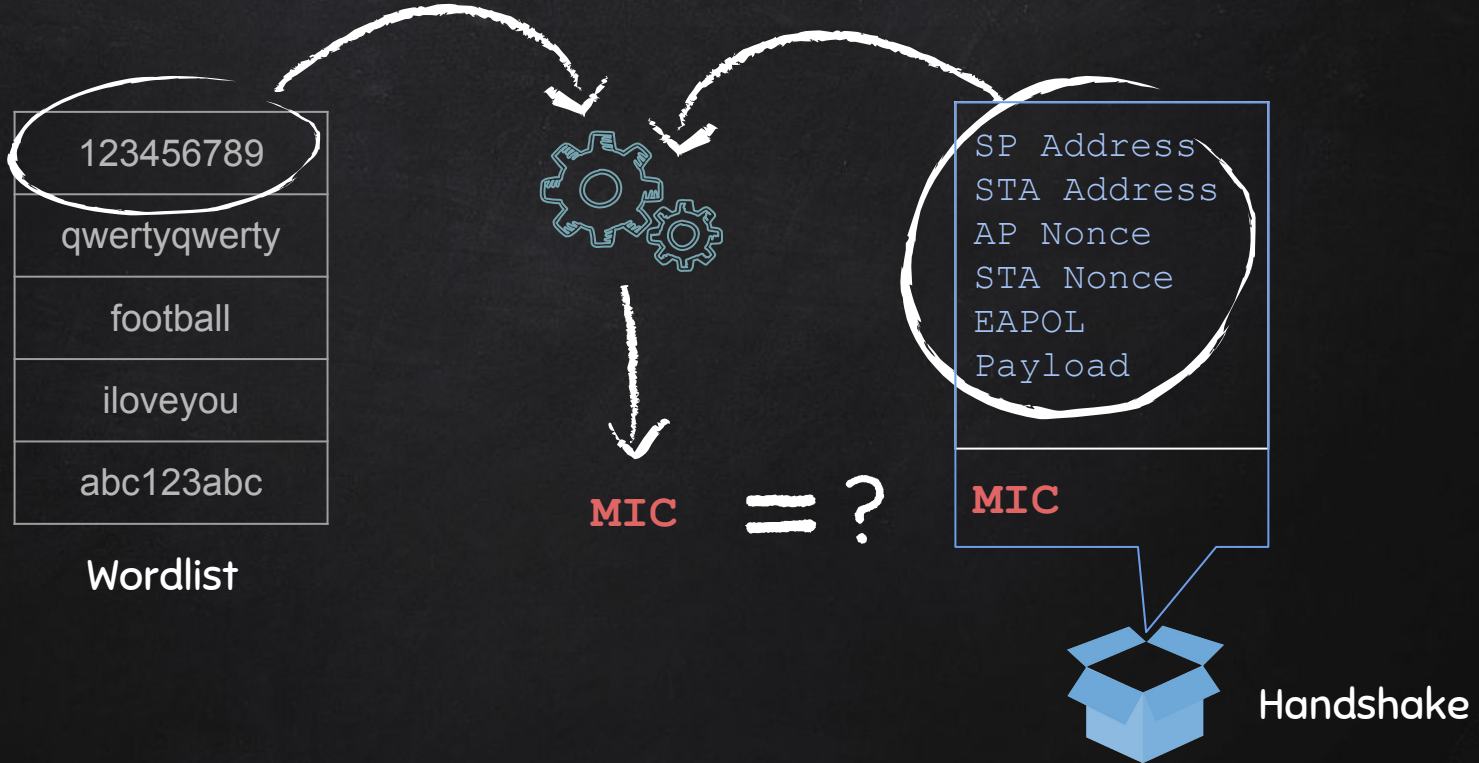 123456789
qwertyqwerty
football
iloveyou
abc123abc
Wordlist
MIC = ?
SP Address
STA Address
AP Nonce
STA Nonce
EAPOL
Payload
MIC
Handshake